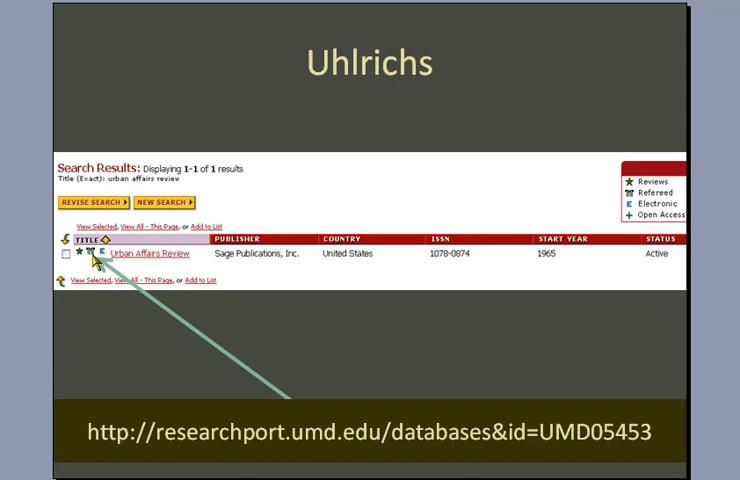 Uhlrichs
Search Results: Displaying 1-1 of 1 results
Title (Exact): urban affairs review
REVISE SEARCH NEW SEARCH
Reviews
Refereed
Electronic
Open Access
View Selected, View All - This Page, or Add to List
TITLE PUBLISHER COUNTRY ISSN START YEAR STATUS
E Urban Affairs Review Sage Publications, Inc. United States 1078-0874 1965 Active
View Selected, View All - This Page, or Add to List
http://researchport.umd.edu/databases&id=UMD05453